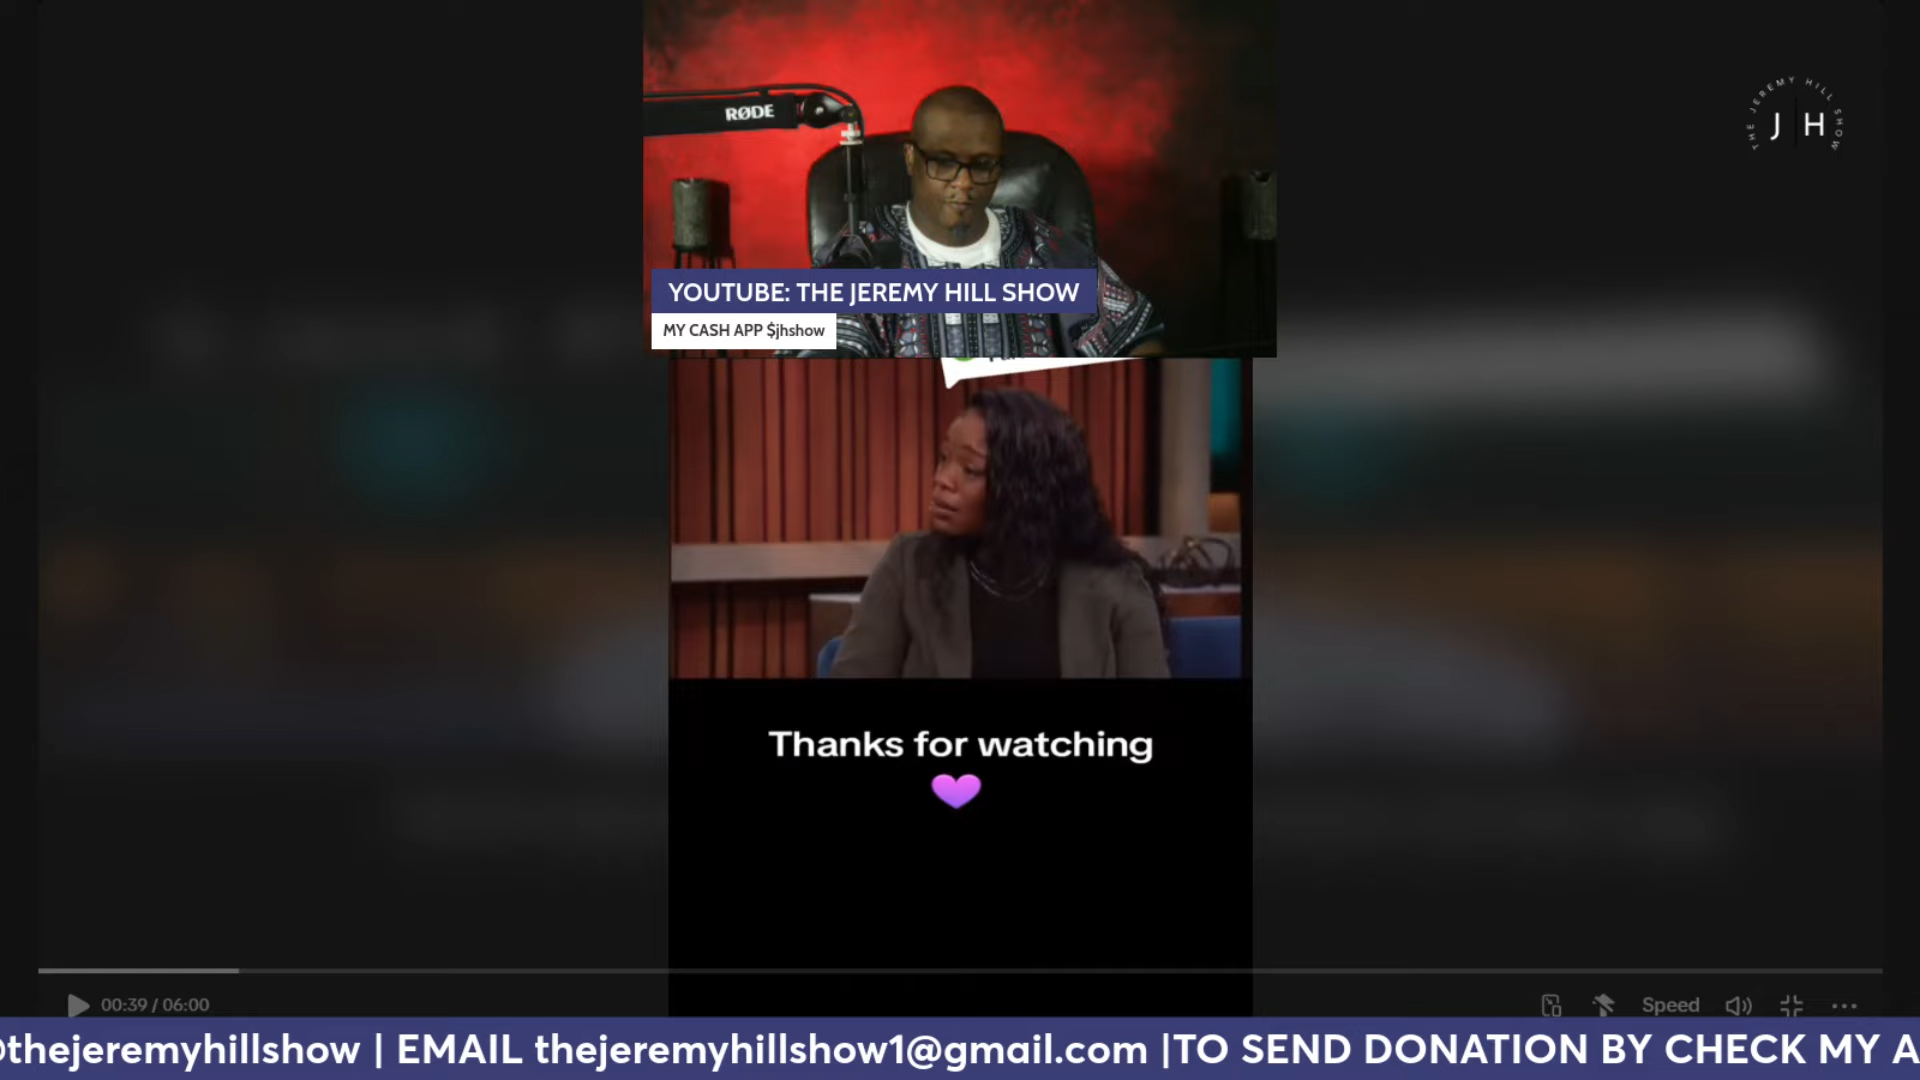 RØDE
THE JEREMY HILL SHOW
J H
YOUTUBE: THE JEREMY HILL SHOW
MY CASH APP $jhshow
Thanks for watching
00:39 / 06:00
Speed
@thejeremyhillshow | EMAIL thejeremyhillshow1@gmail.com |TO SEND DONATION BY CHECK MY A